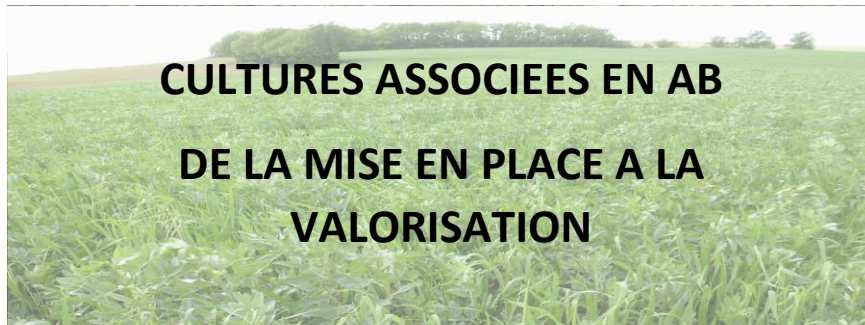 CULTURES ASSOCIEES EN AB
DE LA MISE EN PLACE A LA
VALORISATION